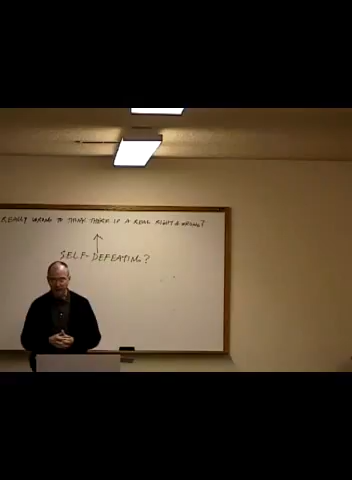 REALLY WRONG TO THINK THERE IS A REAL RIGHT & WRONG?
SELF-DEFEATING?